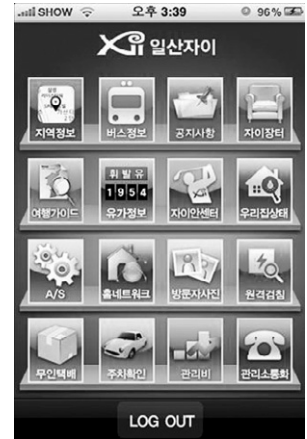 SHOW 오후 3:39 96%
Xi 일산자이
지역정보 버스정보 공지사항 자이장터
휘발유
1954
여행가이드 유가정보 자이안센터 우리집상태
A/S 홈네트워크 방문자사진 원격검침
무인택배 주차확인 관리비 관리소통화
LOG OUT